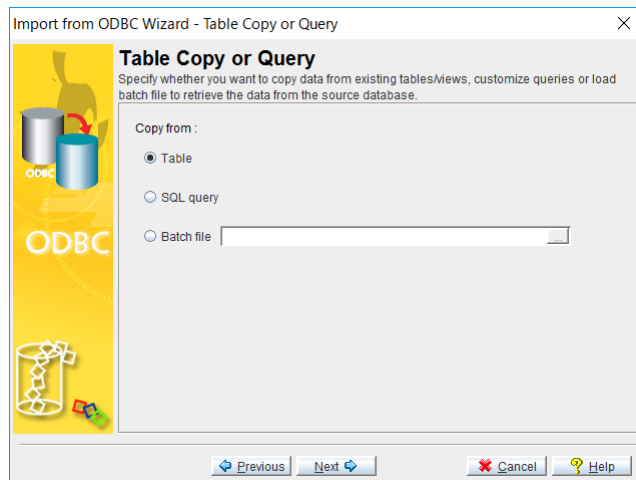 Import from ODBC Wizard - Table Copy or Query
Table Copy or Query
Specify whether you want to copy data from existing tables/views, customize queries or load
batch file to retrieve the data from the source database.
Copy from :
Table
SQL query
Batch file ...
ODBC
ODBC
Previous Next Cancel Help